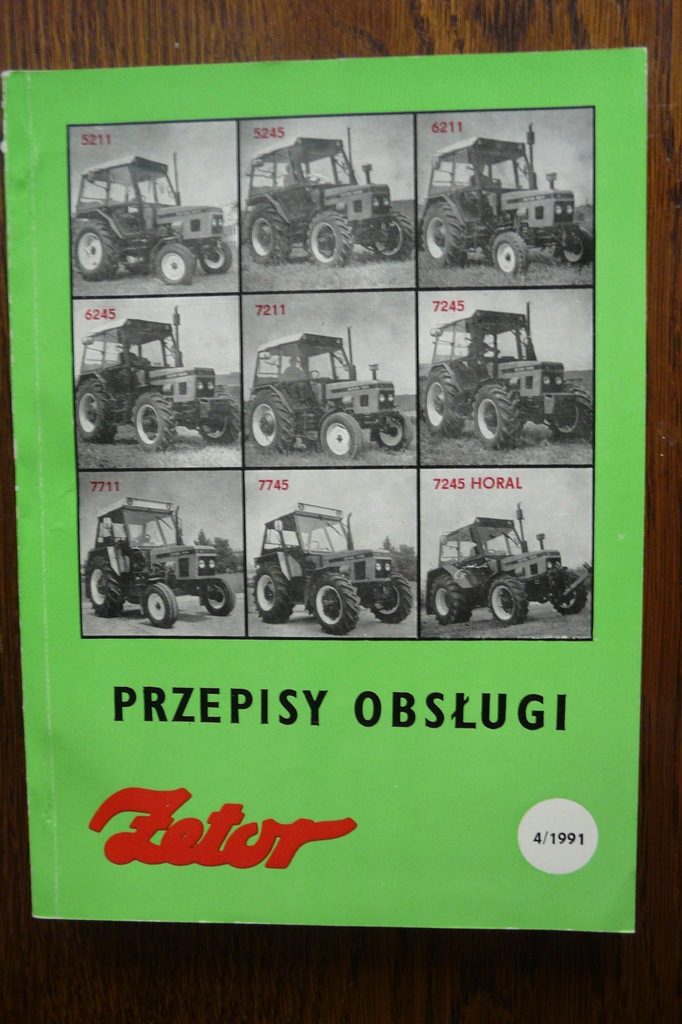 5211 5245 6211
6245 7211 7245
7711 7745 7245 HORAL
PRZEPISY OBSŁUGI
Zetor
4/1991